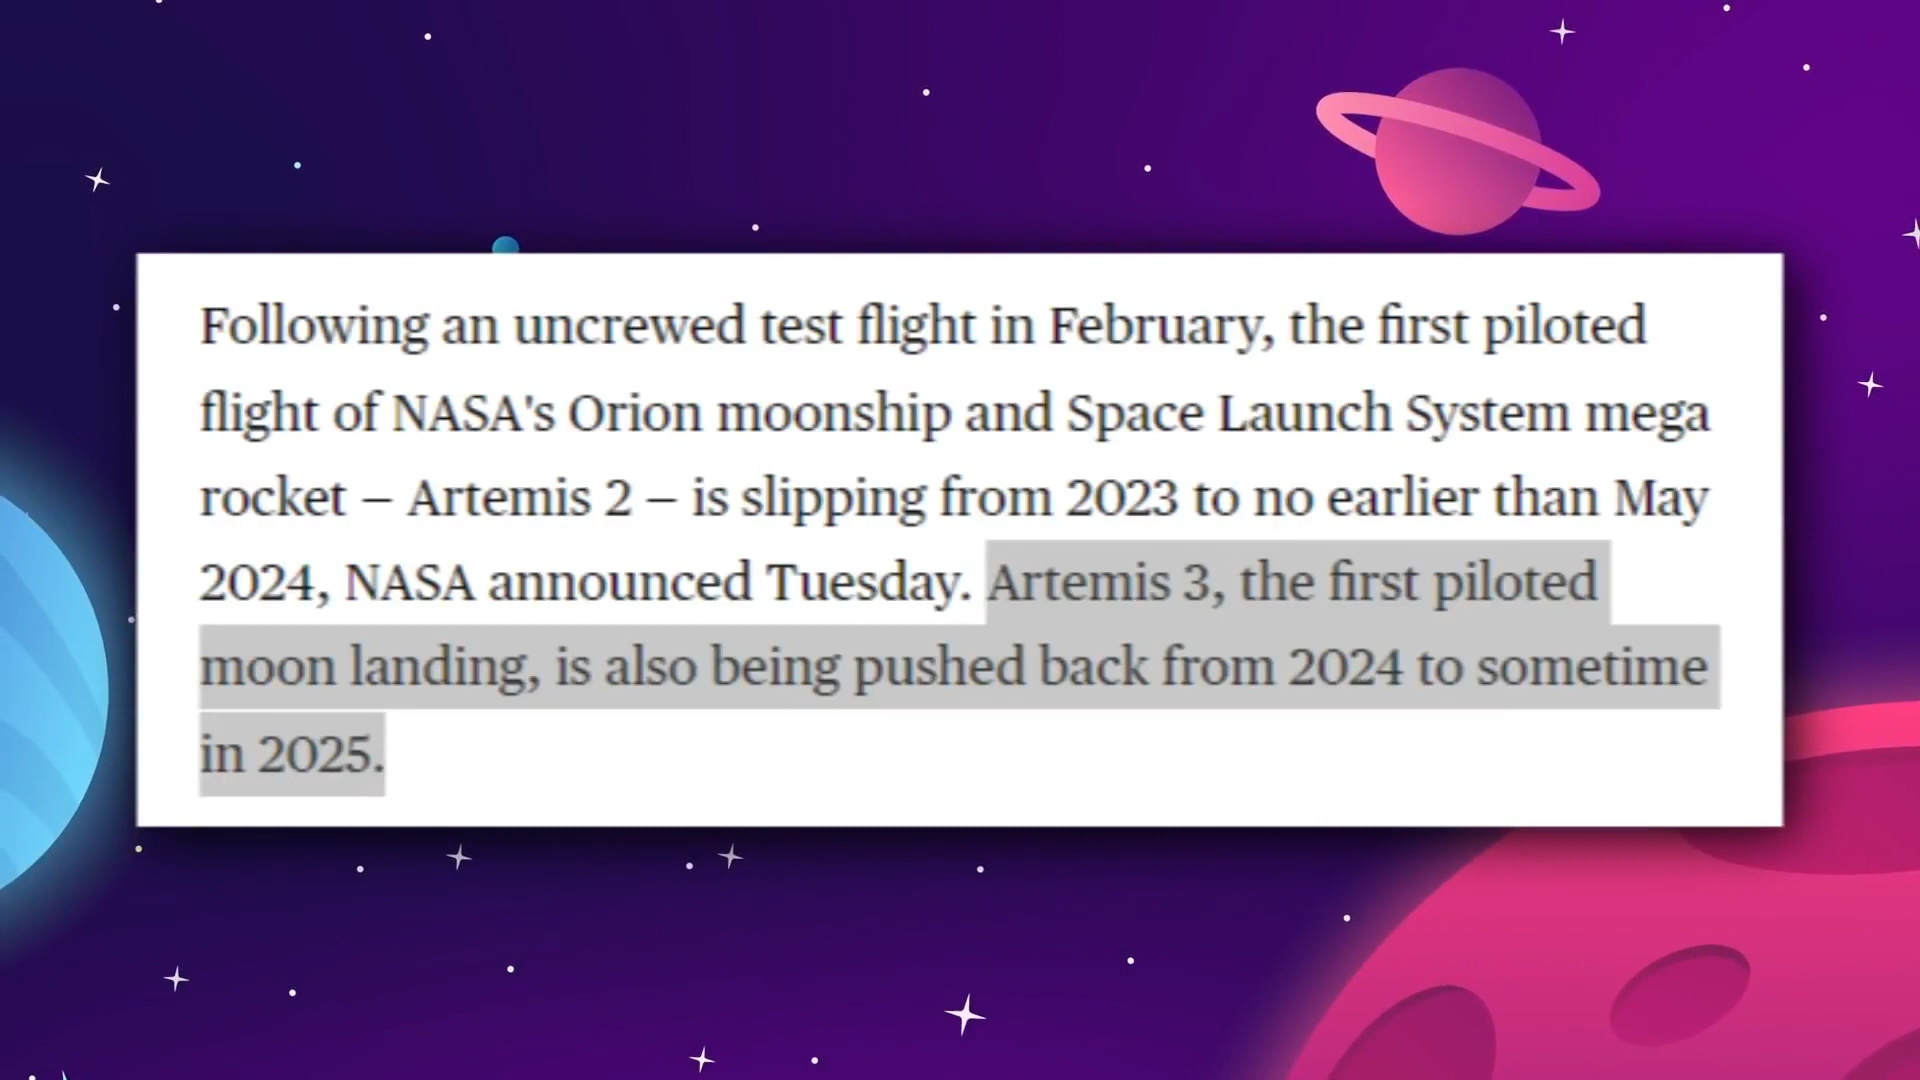 Following an uncrewed test flight in February, the first piloted
flight of NASA's Orion moonship and Space Launch System mega
rocket – Artemis 2 – is slipping from 2023 to no earlier than May
2024, NASA announced Tuesday. Artemis 3, the first piloted
moon landing, is also being pushed back from 2024 to sometime
in 2025.